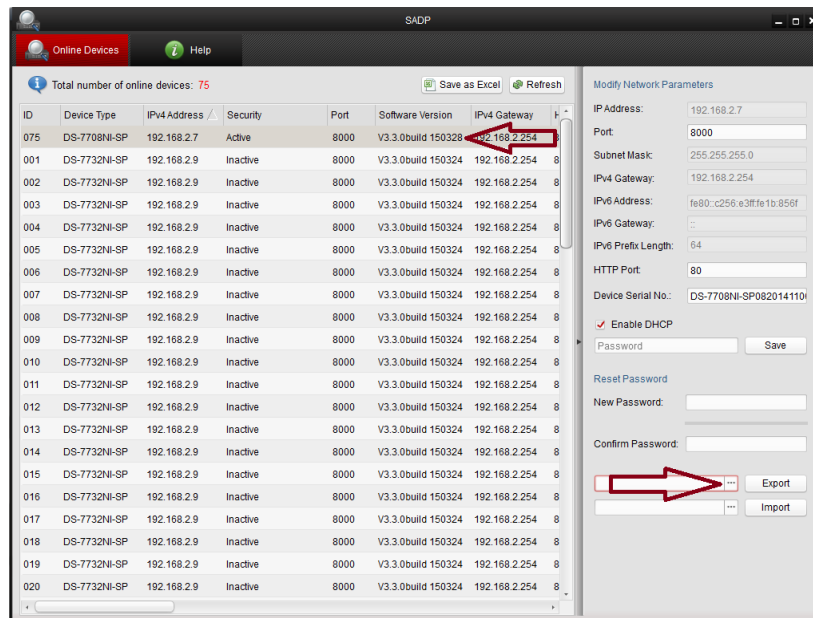 SADP
Online Devices
Help
Total number of online devices: 75
Save as Excel
Refresh
ID Device Type IPv4 Address Security Port Software Version IPv4 Gateway
075 DS-7708NI-SP 192.168.2.7 Active 8000 V3.3.0build 150328 192.168.2.254
001 DS-7732NI-SP 192.168.2.9 Inactive 8000 V3.3.0build 150324 192.168.2.254 8
002 DS-7732NI-SP 192.168.2.9 Inactive 8000 V3.3.0build 150324 192.168.2.254 8
003 DS-7732NI-SP 192.168.2.9 Inactive 8000 V3.3.0build 150324 192.168.2.254 8
004 DS-7732NI-SP 192.168.2.9 Inactive 8000 V3.3.0build 150324 192.168.2.254 8
005 DS-7732NI-SP 192.168.2.9 Inactive 8000 V3.3.0build 150324 192.168.2.254 8
006 DS-7732NI-SP 192.168.2.9 Inactive 8000 V3.3.0build 150324 192.168.2.254 8
007 DS-7732NI-SP 192.168.2.9 Inactive 8000 V3.3.0build 150324 192.168.2.254 8
008 DS-7732NI-SP 192.168.2.9 Inactive 8000 V3.3.0build 150324 192.168.2.254 8
009 DS-7732NI-SP 192.168.2.9 Inactive 8000 V3.3.0build 150324 192.168.2.254 8
010 DS-7732NI-SP 192.168.2.9 Inactive 8000 V3.3.0build 150324 192.168.2.254 8
011 DS-7732NI-SP 192.168.2.9 Inactive 8000 V3.3.0build 150324 192.168.2.254 8
012 DS-7732NI-SP 192.168.2.9 Inactive 8000 V3.3.0build 150324 192.168.2.254 8
013 DS-7732NI-SP 192.168.2.9 Inactive 8000 V3.3.0build 150324 192.168.2.254 8
014 DS-7732NI-SP 192.168.2.9 Inactive 8000 V3.3.0build 150324 192.168.2.254 8
015 DS-7732NI-SP 192.168.2.9 Inactive 8000 V3.3.0build 150324 192.168.2.254 8
016 DS-7732NI-SP 192.168.2.9 Inactive 8000 V3.3.0build 150324 192.168.2.254 8
017 DS-7732NI-SP 192.168.2.9 Inactive 8000 V3.3.0build 150324 192.168.2.254 8
018 DS-7732NI-SP 192.168.2.9 Inactive 8000 V3.3.0build 150324 192.168.2.254 8
019 DS-7732NI-SP 192.168.2.9 Inactive 8000 V3.3.0build 150324 192.168.2.254 8
020 DS-7732NI-SP 192.168.2.9 Inactive 8000 V3.3.0build 150324 192.168.2.254 8
Modify Network Parameters
IP Address: 192.168.2.7
Port: 8000
Subnet Mask: 255.255.255.0
IPv4 Gateway: 192.168.2.254
IPv6 Address: fe80::c256:e3ff:fe1b:856f
IPv6 Gateway: ::
IPv6 Prefix Length: 64
HTTP Port: 80
Device Serial No.: DS-7708NI-SP082014110
Enable DHCP
Password
Save
Reset Password
New Password:
Confirm Password:
... Export
... Import